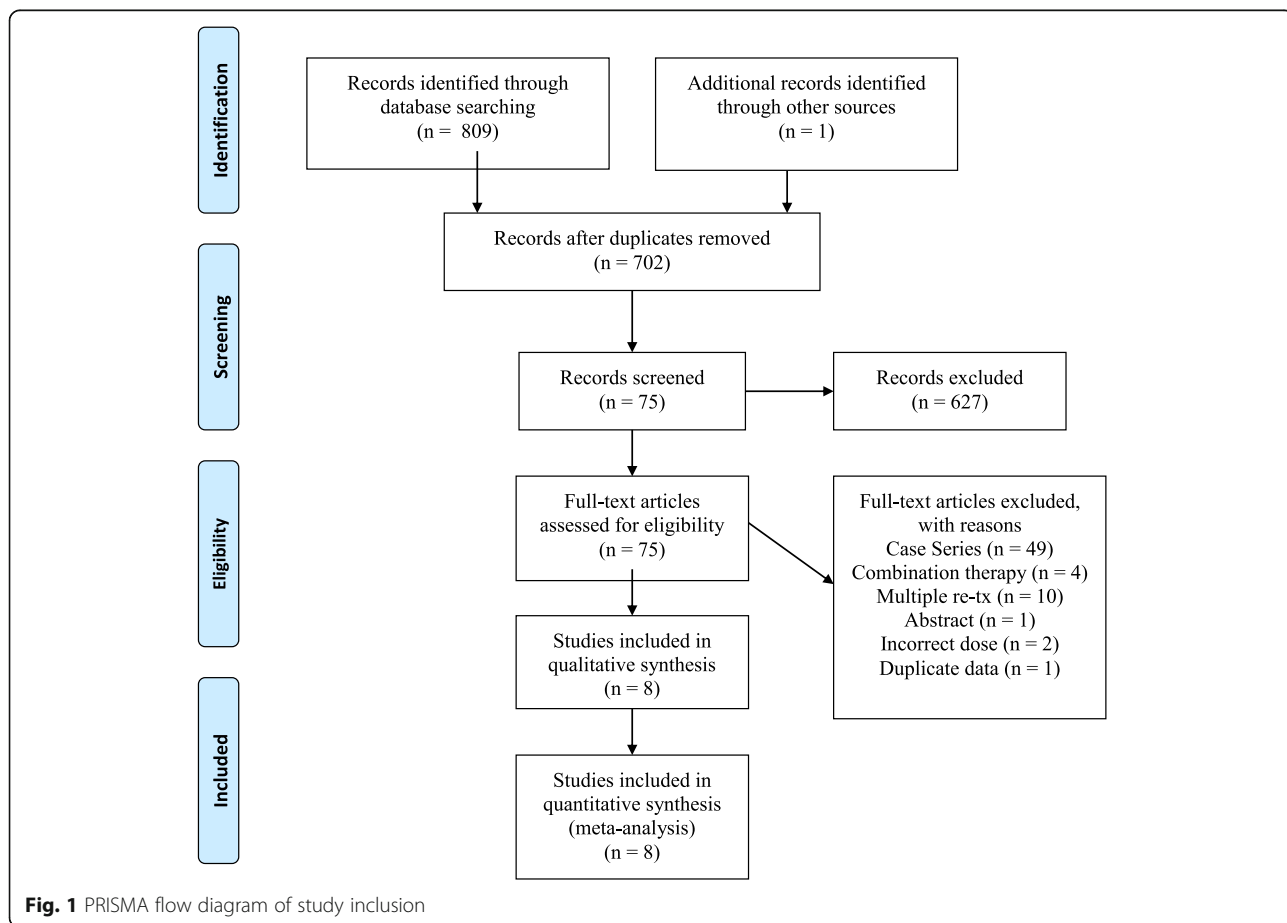 Identification
Records identified through
database searching
(n = 809)
Additional records identified
through other sources
(n = 1)
Records after duplicates removed
(n = 702)
Screening
Records screened
(n = 75)
Records excluded
(n = 627)
Eligibility
Full-text articles
assessed for eligibility
(n = 75)
Full-text articles excluded,
with reasons
Case Series (n = 49)
Combination therapy (n = 4)
Multiple re-tx (n = 10)
Abstract (n = 1)
Incorrect dose (n = 2)
Duplicate data (n = 1)
Studies included in
qualitative synthesis
(n = 8)
Included
Studies included in
quantitative synthesis
(meta-analysis)
(n = 8)
Fig. 1 PRISMA flow diagram of study inclusion